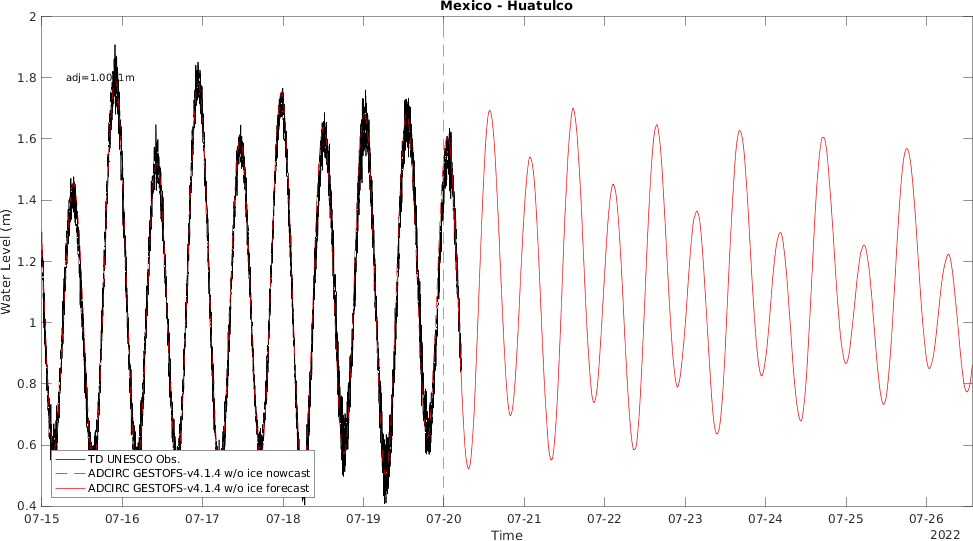 Mexico - Huatulco
2
1.8
1.6
1.4
1.2
1
0.8
0.6
0.4
Water Level (m)
TD UNESCO Obs.
ADCIRC GESTOFS-v4.1.4 w/o ice nowcast
ADCIRC GESTOFS-v4.1.4 w/o ice forecast
07-15 07-16 07-17 07-18 07-19 07-20 07-21 07-22 07-23 07-24 07-25 07-26
Time
2022